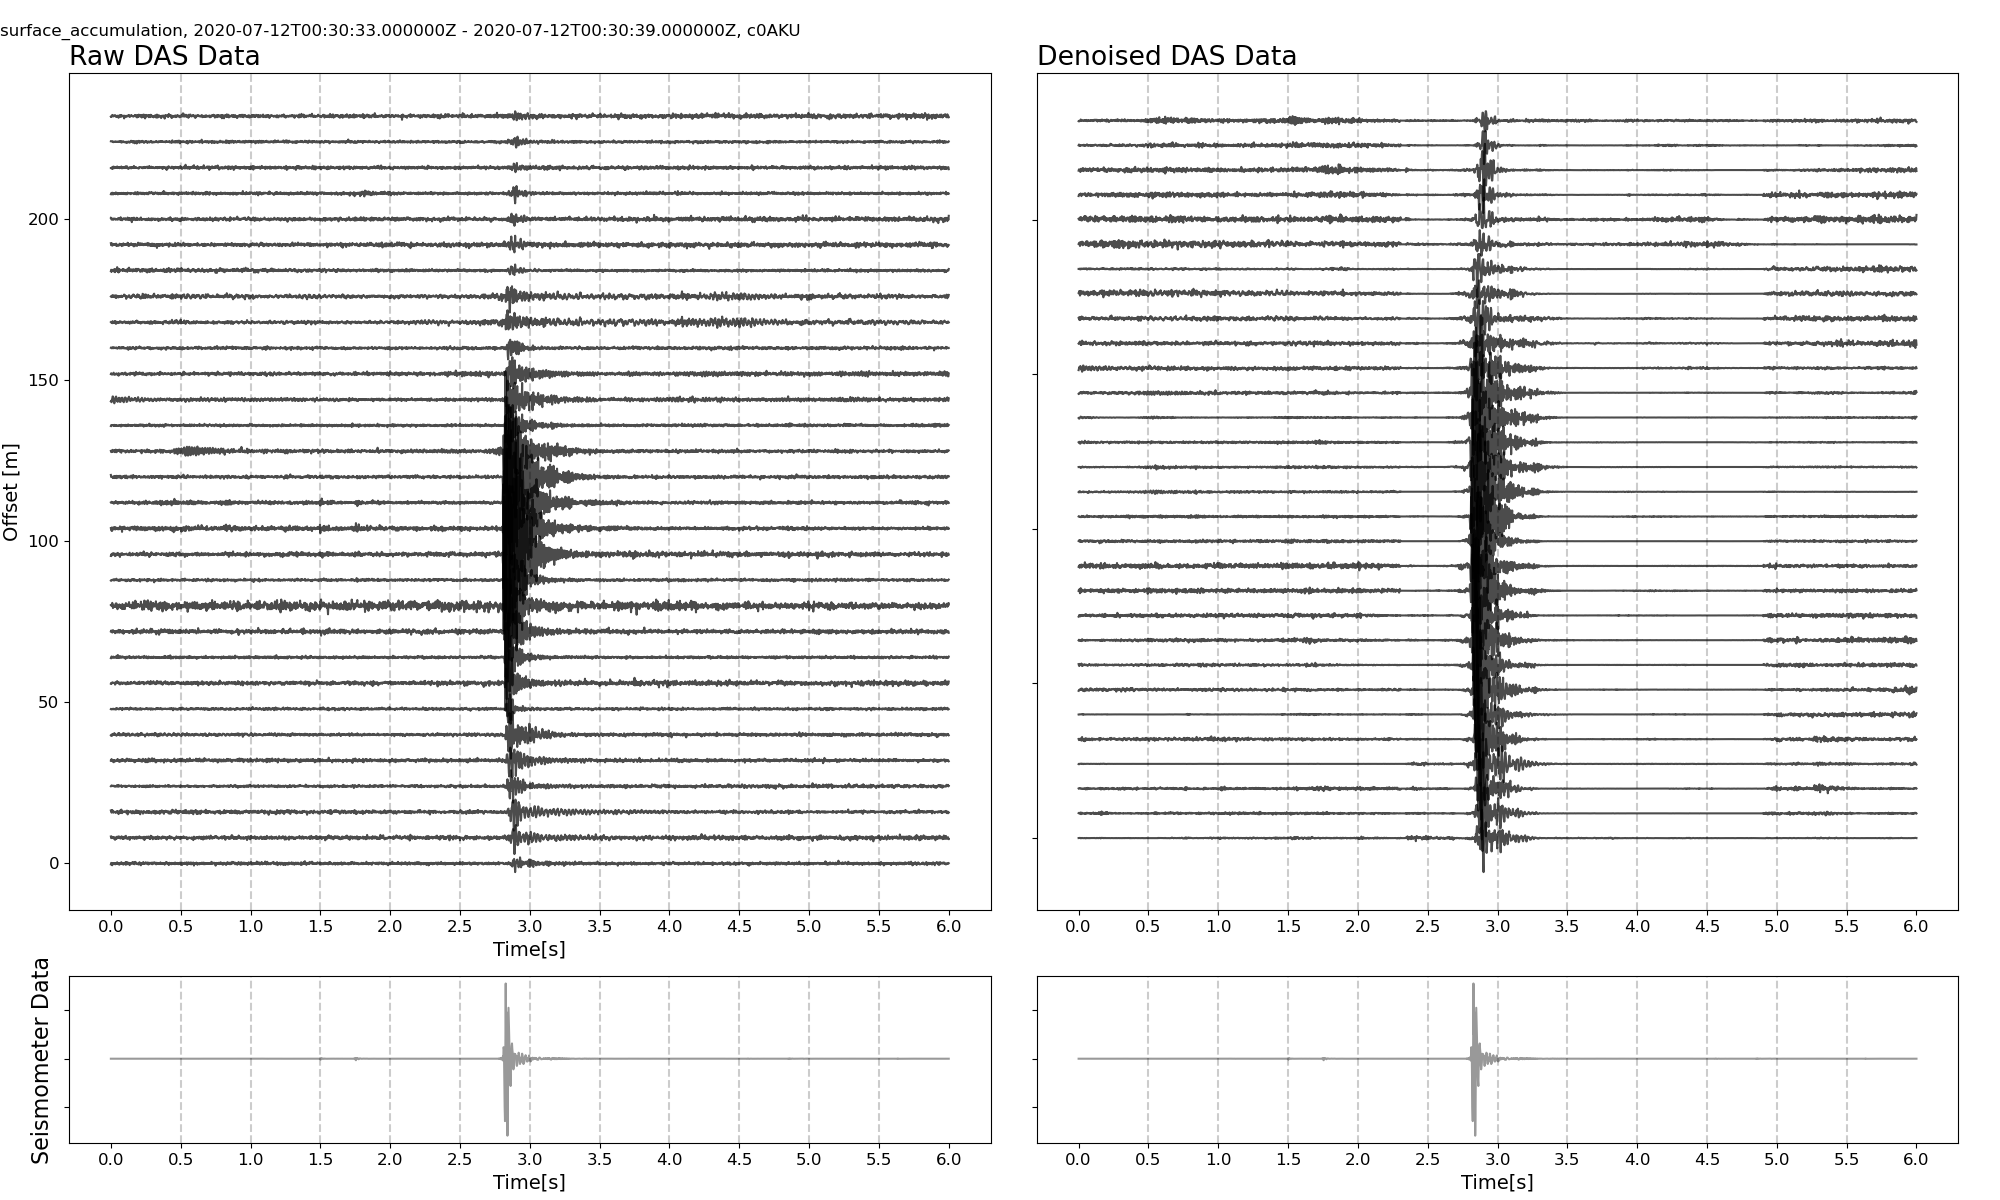 surface_accumulation, 2020-07-12T00:30:33.000000Z - 2020-07-12T00:30:39.000000Z, c0AKU
Raw DAS Data
Denoised DAS Data
Offset [m]
200
150
100
50
0
0.0 0.5 1.0 1.5 2.0 2.5 3.0 3.5 4.0 4.5 5.0 5.5 6.0
Time[s]
0.0 0.5 1.0 1.5 2.0 2.5 3.0 3.5 4.0 4.5 5.0 5.5 6.0
Seismometer Data
0.0 0.5 1.0 1.5 2.0 2.5 3.0 3.5 4.0 4.5 5.0 5.5 6.0
Time[s]
0.0 0.5 1.0 1.5 2.0 2.5 3.0 3.5 4.0 4.5 5.0 5.5 6.0
Time[s]